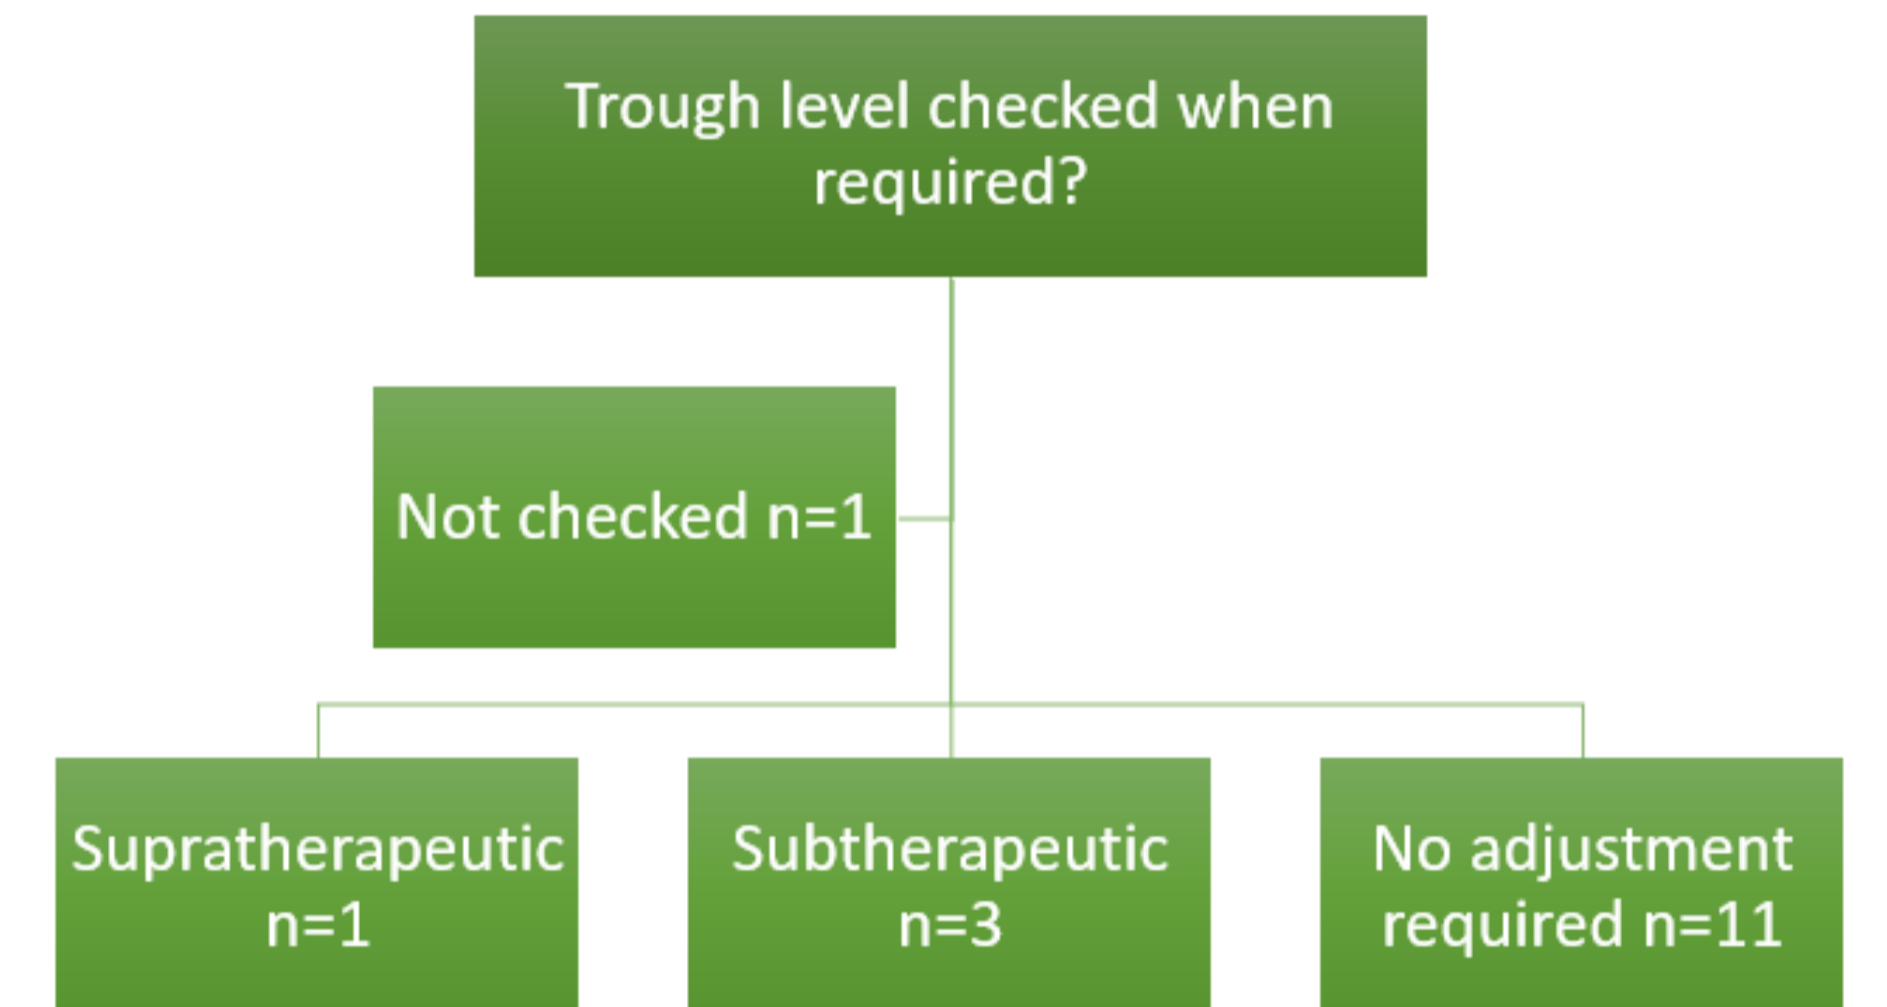 Trough level checked when
required?
Not checked n=1
Supratherapeutic
n=1
Subtherapeutic
n=3
No adjustment
required n=11